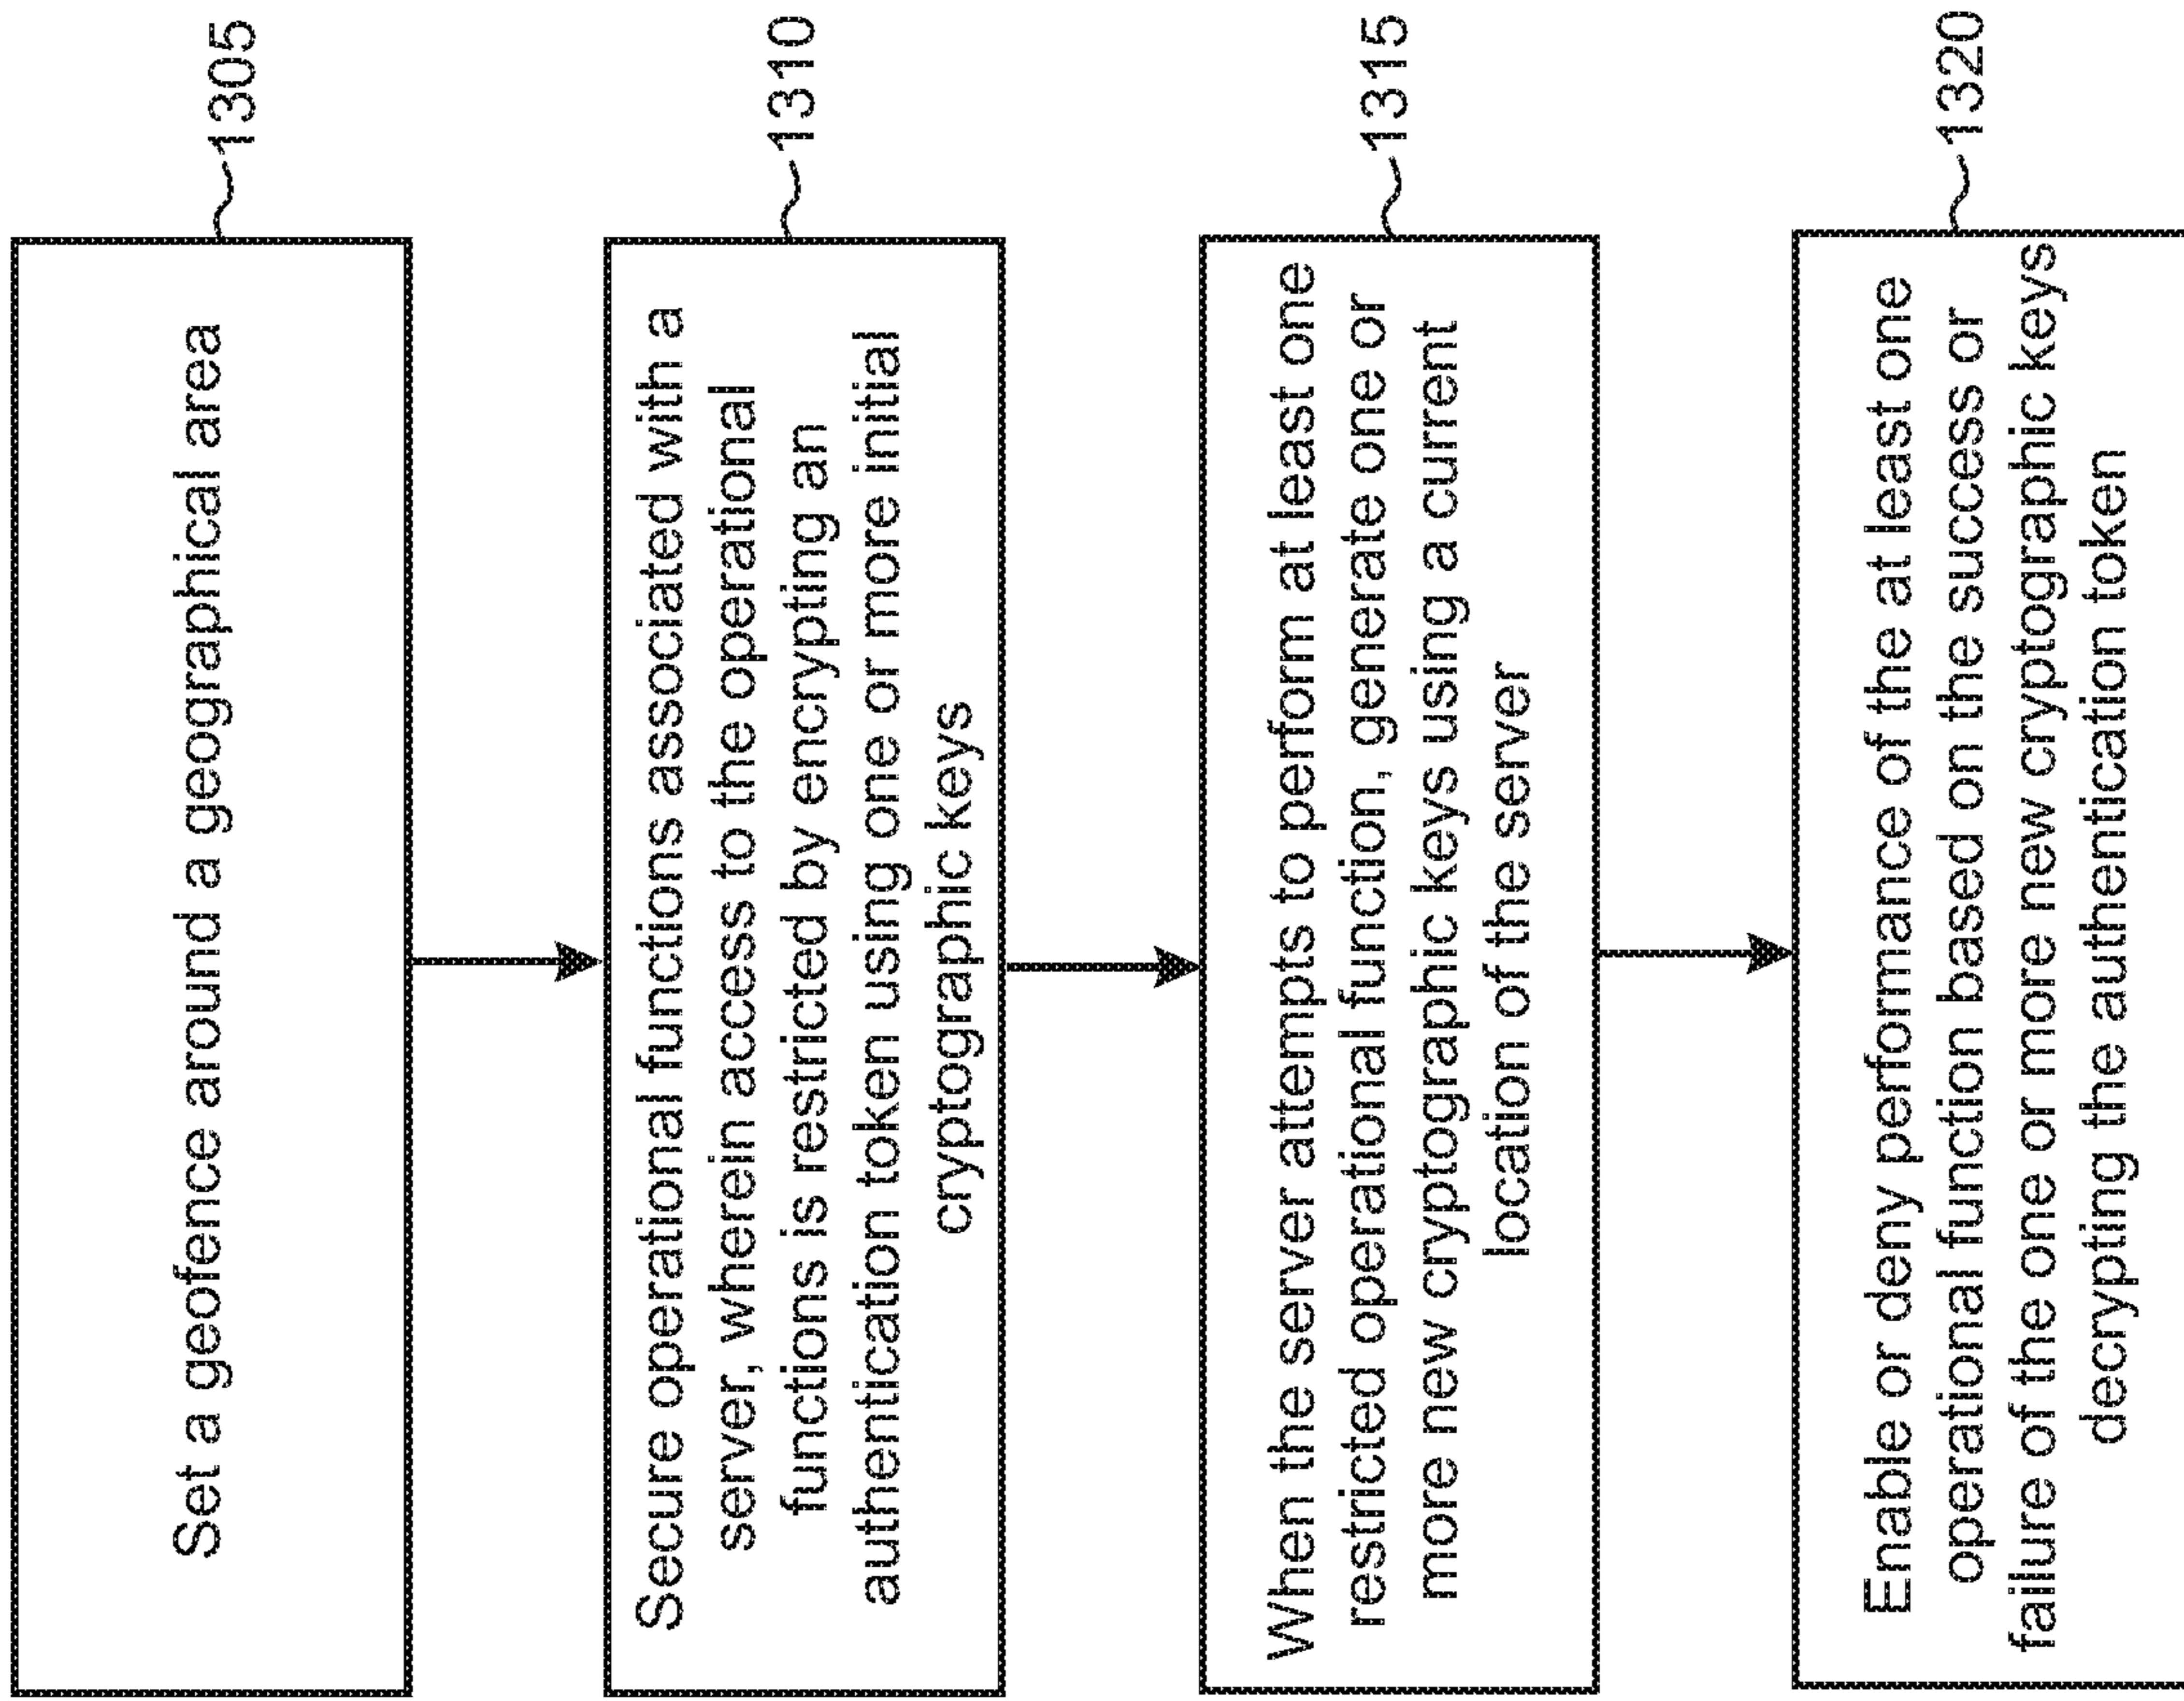 Set a geofence around a geographical area
1305
Secure operational functions associated with a
server, wherein access to the operational
functions is restricted by encrypting an
authentication token using one or more initial
cryptographic keys
1310
When the server attempts to perform at least one
restricted operational function, generate one or
more new cryptographic keys using a current
location of the server
1315
Enable or deny performance of the at least one
operational function based on the success or
failure of the one or more new cryptographic keys
decrypting the authentication token
1320